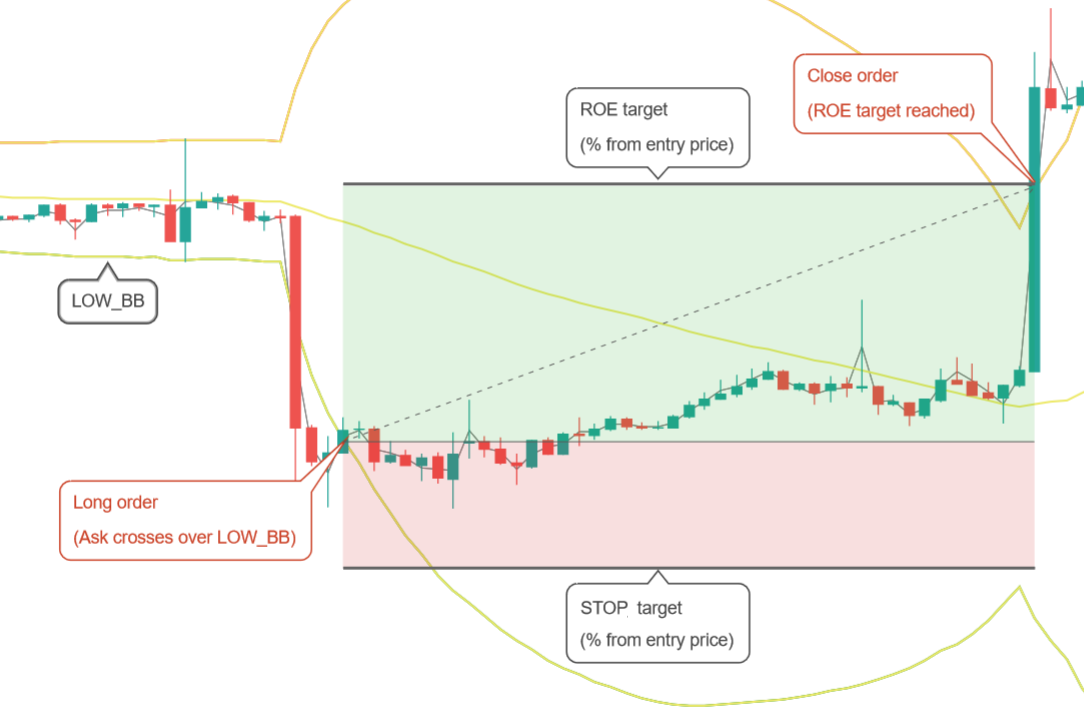 Close order
(ROE target reached)
ROE target
(% from entry price)
LOW_BB
Long order
(Ask crosses over LOW_BB)
STOP target
(% from entry price)